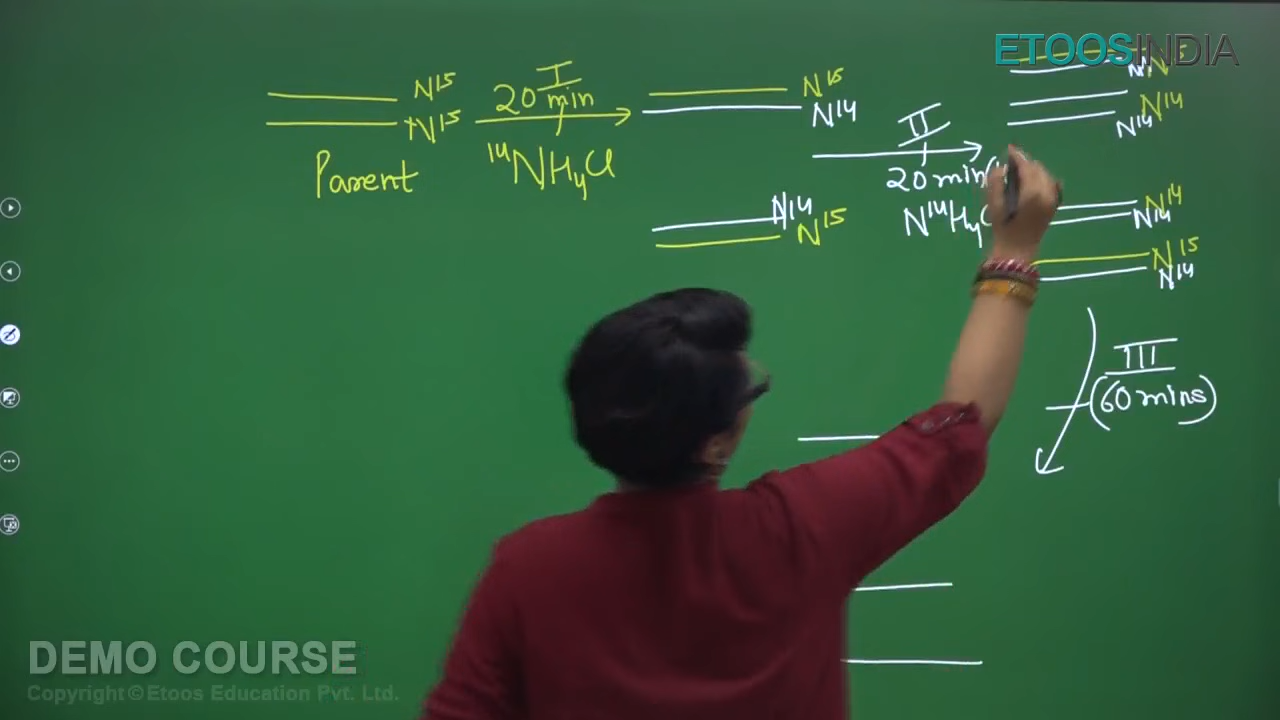 ETOOSINDIA
N15
N15
Parent
I
20 min
14NH4Cl
N15
N14
N14
N15
II
20 min
N14H4
N15
N14
N14
N14
N14
N15
N14
III
(60 mins)
DEMO COURSE
Copyright©Etoos Education Pvt. Ltd.